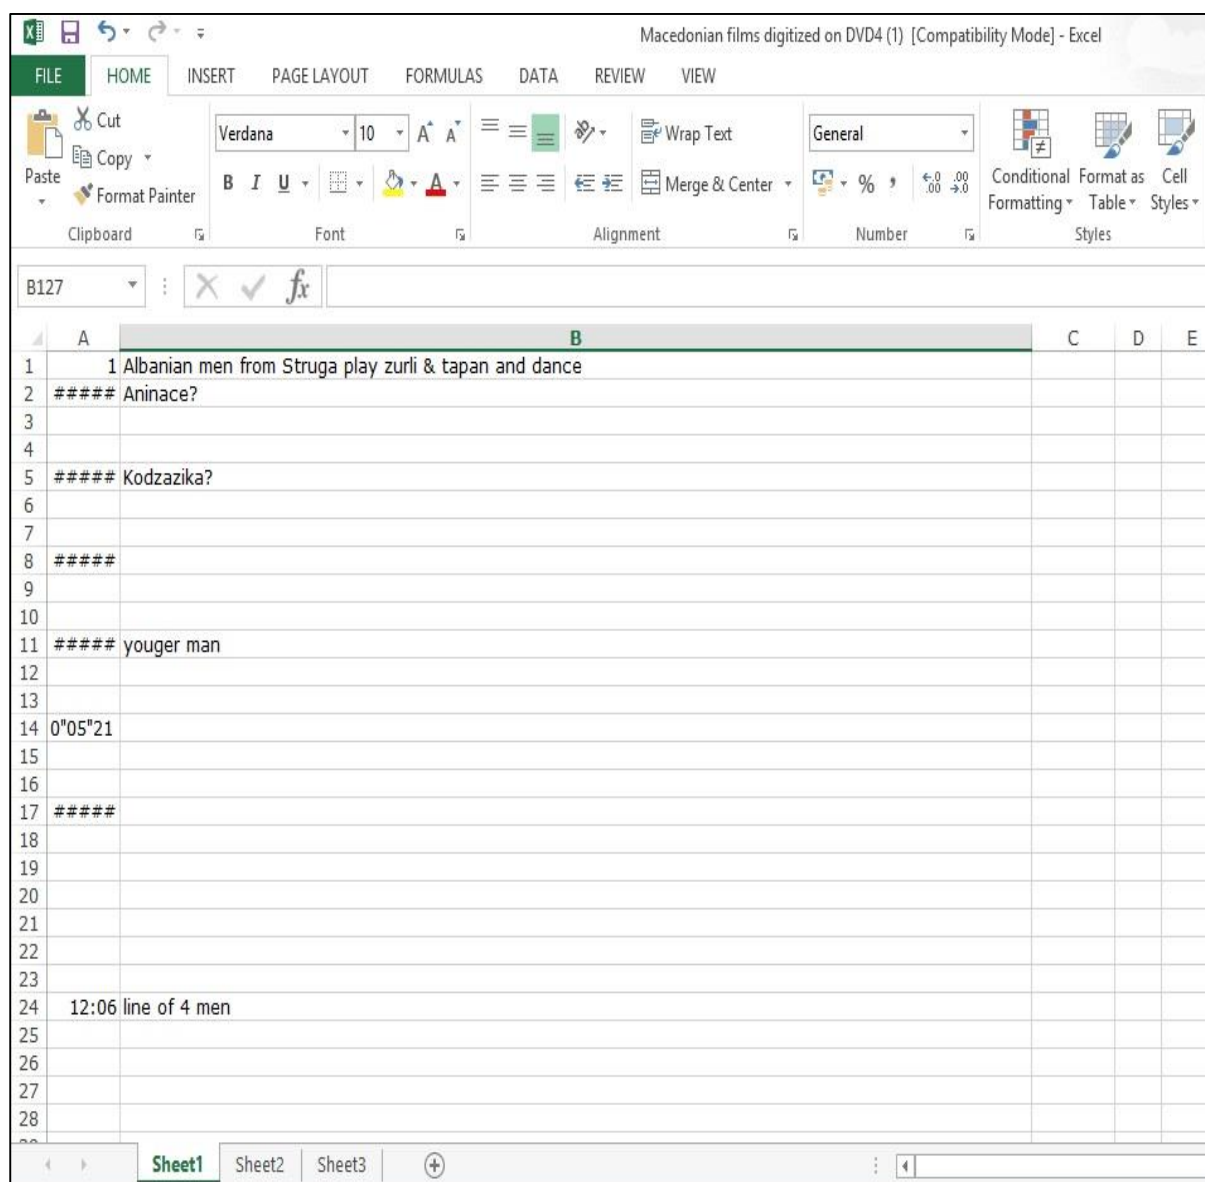 Macedonian films digitized on DVD4 (1) [Compatibility Mode] - Excel
FILE HOME INSERT PAGE LAYOUT FORMULAS DATA REVIEW VIEW
Paste
Cut
Copy
Format Painter
Clipboard
Verdana 10
B I U
Font
Wrap Text
Merge & Center
Alignment
General
% ,
Number
Conditional Formatting
Format as Table
Cell Styles
Styles
B127 fx
A B C D E
1 1 Albanian men from Struga play zurli & tapan and dance
2 ##### Aninace?
3
4
5 ##### Kodzazika?
6
7
8 #####
9
10
11 ##### youger man
12
13
14 0"05"21
15
16
17 #####
18
19
20
21
22
23
24 12:06 line of 4 men
25
26
27
28
Sheet1 Sheet2 Sheet3